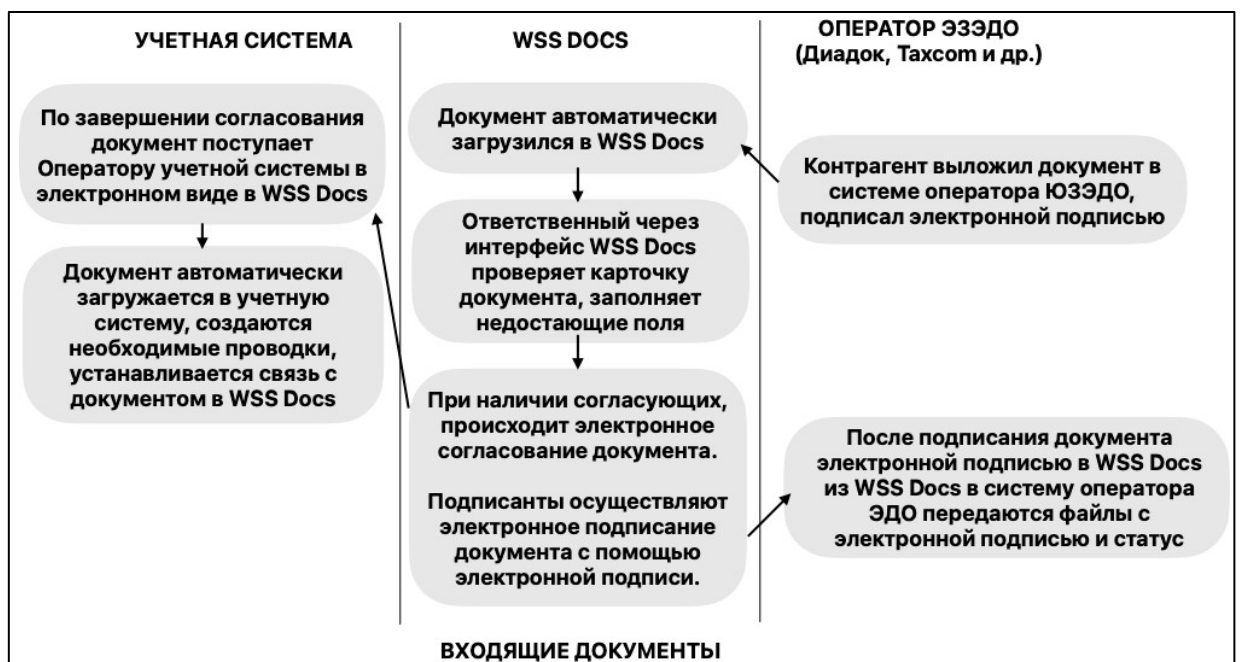 УЧЕТНАЯ СИСТЕМА
WSS DOCS
ОПЕРАТОР ЭЗЭДО
(Диадок, Taxcom и др.)
По завершении согласования
документ поступает
Оператору учетной системы в
электронном виде в WSS Docs
Документ автоматически
загружается в учетную
систему, создаются
необходимые проводки,
устанавливается связь с
документом в WSS Docs
Документ автоматически
загрузился в WSS Docs
Ответственный через
интерфейс WSS Docs
проверяет карточку
документа, заполняет
недостающие поля
При наличии согласующих,
происходит электронное
согласование документа.
Подписанты осуществляют
электронное подписание
документа с помощью
электронной подписи.
Контрагент выложил документ в
системе оператора ЮЗЭДО,
подписал электронной подписью
После подписания документа
электронной подписью в WSS Docs
из WSS Docs в систему оператора
ЭДО передаются файлы с
электронной подписью и статус
ВХОДЯЩИЕ ДОКУМЕНТЫ